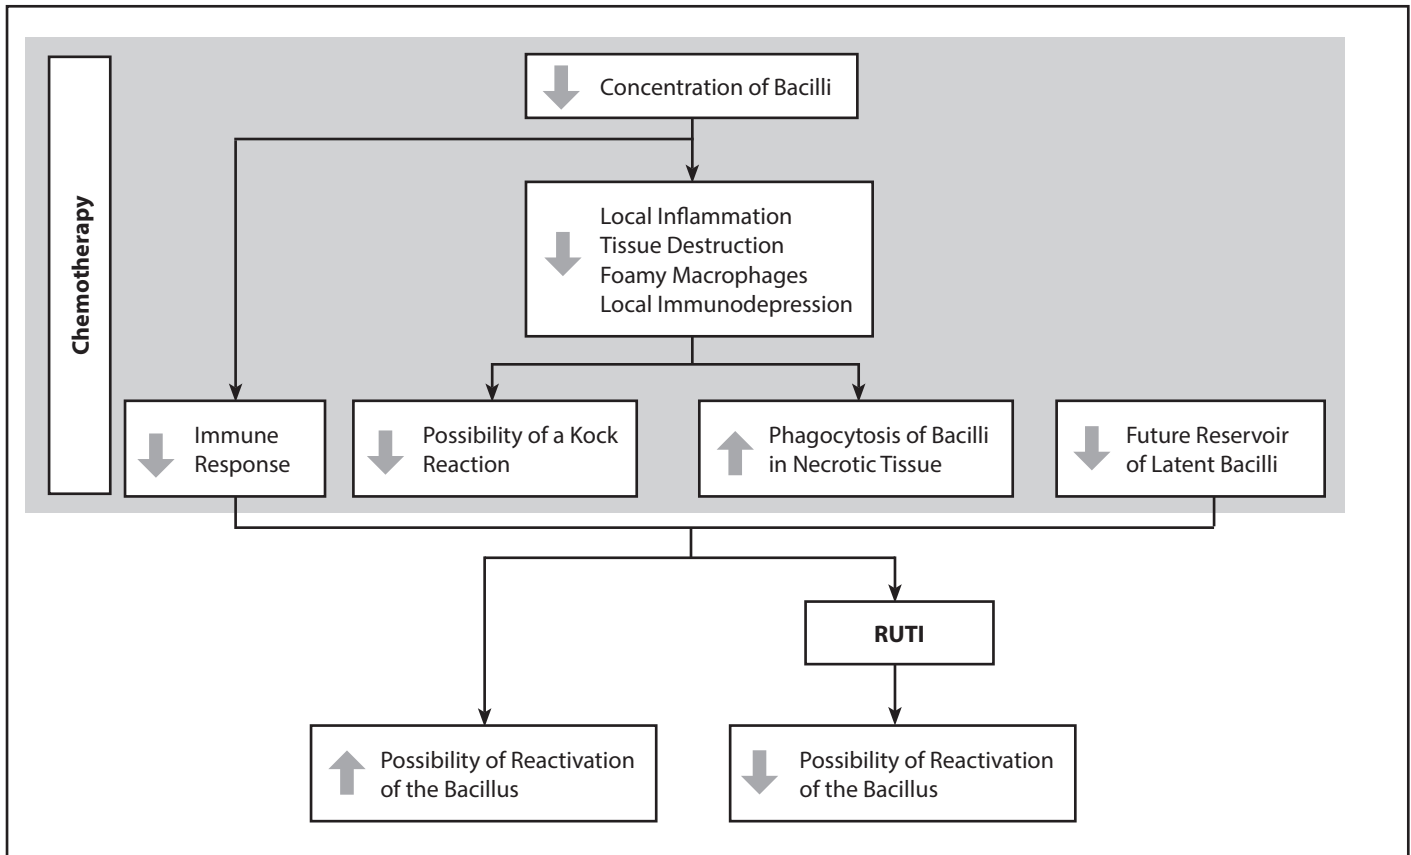 Chemotherapy
Concentration of Bacilli
Local Inflammation
Tissue Destruction
Foamy Macrophages
Local Immunodepression
Immune
Response
Possibility of a Kock
Reaction
Phagocytosis of Bacilli
in Necrotic Tissue
Future Reservoir
of Latent Bacilli
RUTI
Possibility of Reactivation
of the Bacillus
Possibility of Reactivation
of the Bacillus